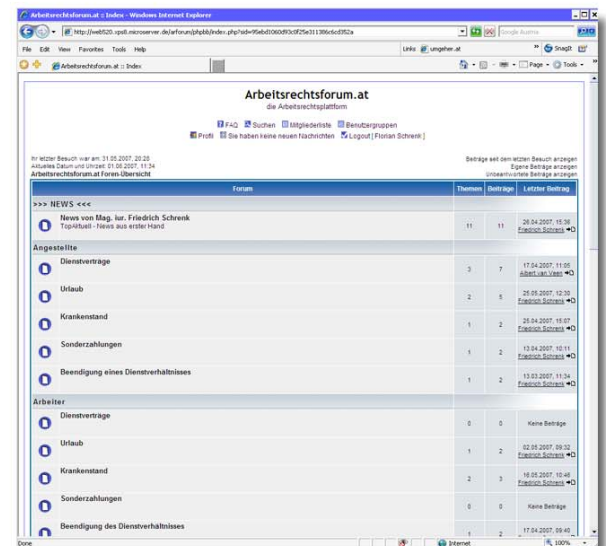 Arbeitsrechtsforum.at :: Index - Windows Internet Explorer
http://web520.vps8.microserver.de/arforum/phpbb/index.php?sid=95ebd1060d93c0f25e311386c6cd352a
Google Suche
File Edit View Favorites Tools Help
Links umgeher.at » SnagIt
Arbeitsrechtsforum.at :: Index
Page Tools
Arbeitsrechtsforum.at
die Arbeitsrechtsplattform
FAQ Suchen Mitgliederliste Benutzergruppen
Profil Sie haben keine neuen Nachrichten Logout [ Florian Schrenk ]
Ihr letzter Besuch war am: 31.05.2007, 20:28
Aktuelles Datum und Uhrzeit: 01.06.2007, 11:34
Arbeitsrechtsforum.at Foren-Übersicht
Beiträge seit dem letzten Besuch anzeigen
Eigene Beiträge anzeigen
Unbeantwortete Beiträge anzeigen
Forum Themen Beiträge Letzter Beitrag
>>> NEWS <<<
News von Mag. iur. Friedrich Schrenk
TopAktuell - News aus erster Hand
11 11 26.04.2007, 15:36
Friedrich Schrenk
Angestellte
Dienstverträge
3 7 17.04.2007, 11:05
Albert van Veen
Urlaub
2 5 25.05.2007, 12:30
Friedrich Schrenk
Krankenstand
1 2 25.04.2007, 15:07
Friedrich Schrenk
Sonderzahlungen
1 2 13.04.2007, 10:11
Friedrich Schrenk
Beendigung eines Dienstverhältnisses
1 2 13.03.2007, 11:34
Friedrich Schrenk
Arbeiter
Dienstverträge
0 0 Keine Beiträge
Urlaub
1 2 02.05.2007, 09:32
Friedrich Schrenk
Krankenstand
2 3 16.05.2007, 10:46
Friedrich Schrenk
Sonderzahlungen
0 0 Keine Beiträge
Beendigung des Dienstverhältnisses
1 2 17.04.2007, 09:40
Done Internet 100%